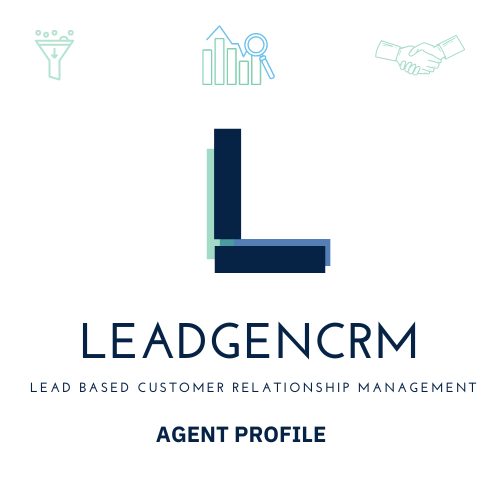 LEADGENCRM
LEAD BASED CUSTOMER RELATIONSHIP MANAGEMENT
AGENT PROFILE